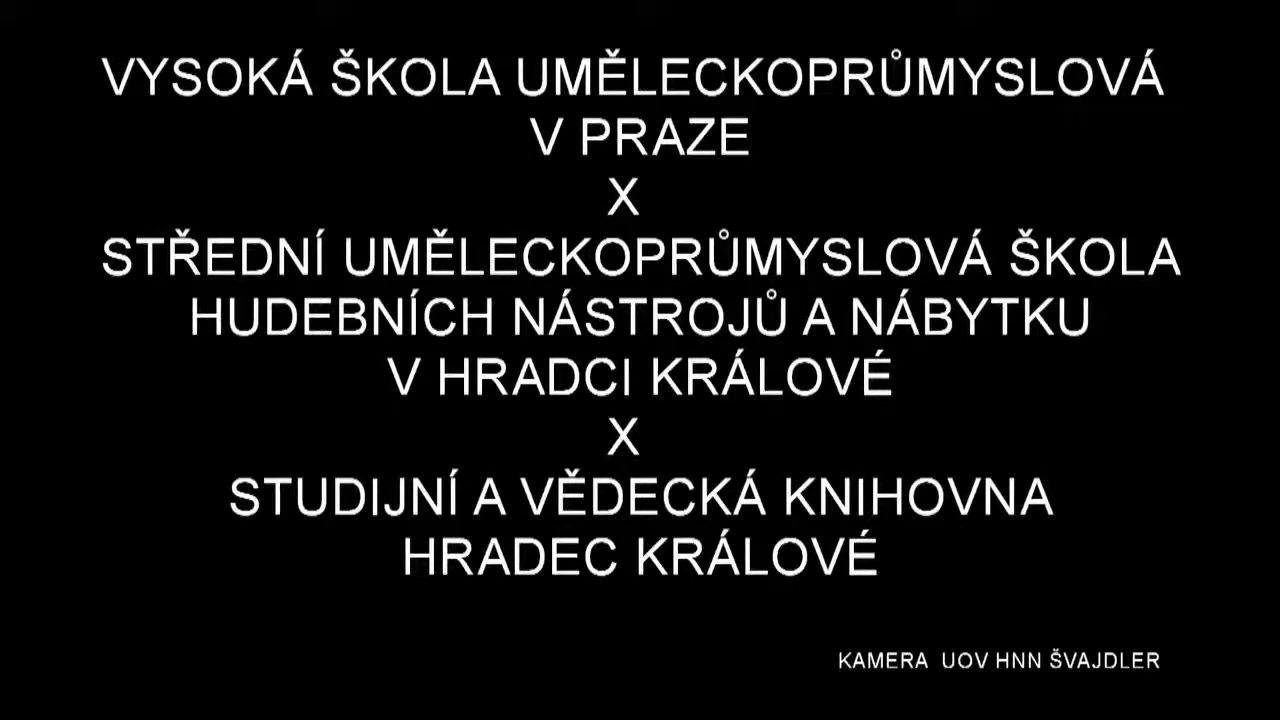 VYSOKÁ ŠKOLA UMĚLECKOPRŮMYSLOVÁ
V PRAZE
X
STŘEDNÍ UMĚLECKOPRŮMYSLOVÁ ŠKOLA
HUDEBNÍCH NÁSTROJŮ A NÁBYTKU
V HRADCI KRÁLOVÉ
X
STUDIJNÍ A VĚDECKÁ KNIHOVNA
HRADEC KRÁLOVÉ
KAMERA UOV HNN ŠVAJDLER